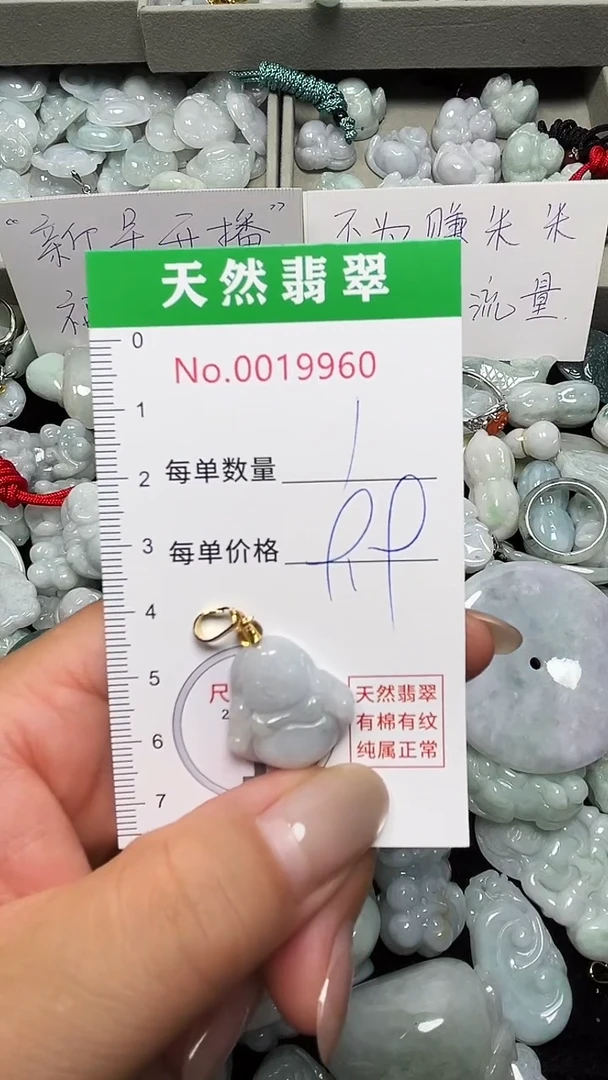 “新号开播”
不为赚米米
流量.
天然翡翠
No.0019960
0
1
每单数量 1
2
3
每单价格
4
5
尺
天然翡翠
2
有棉有纹
6
纯属正常
7